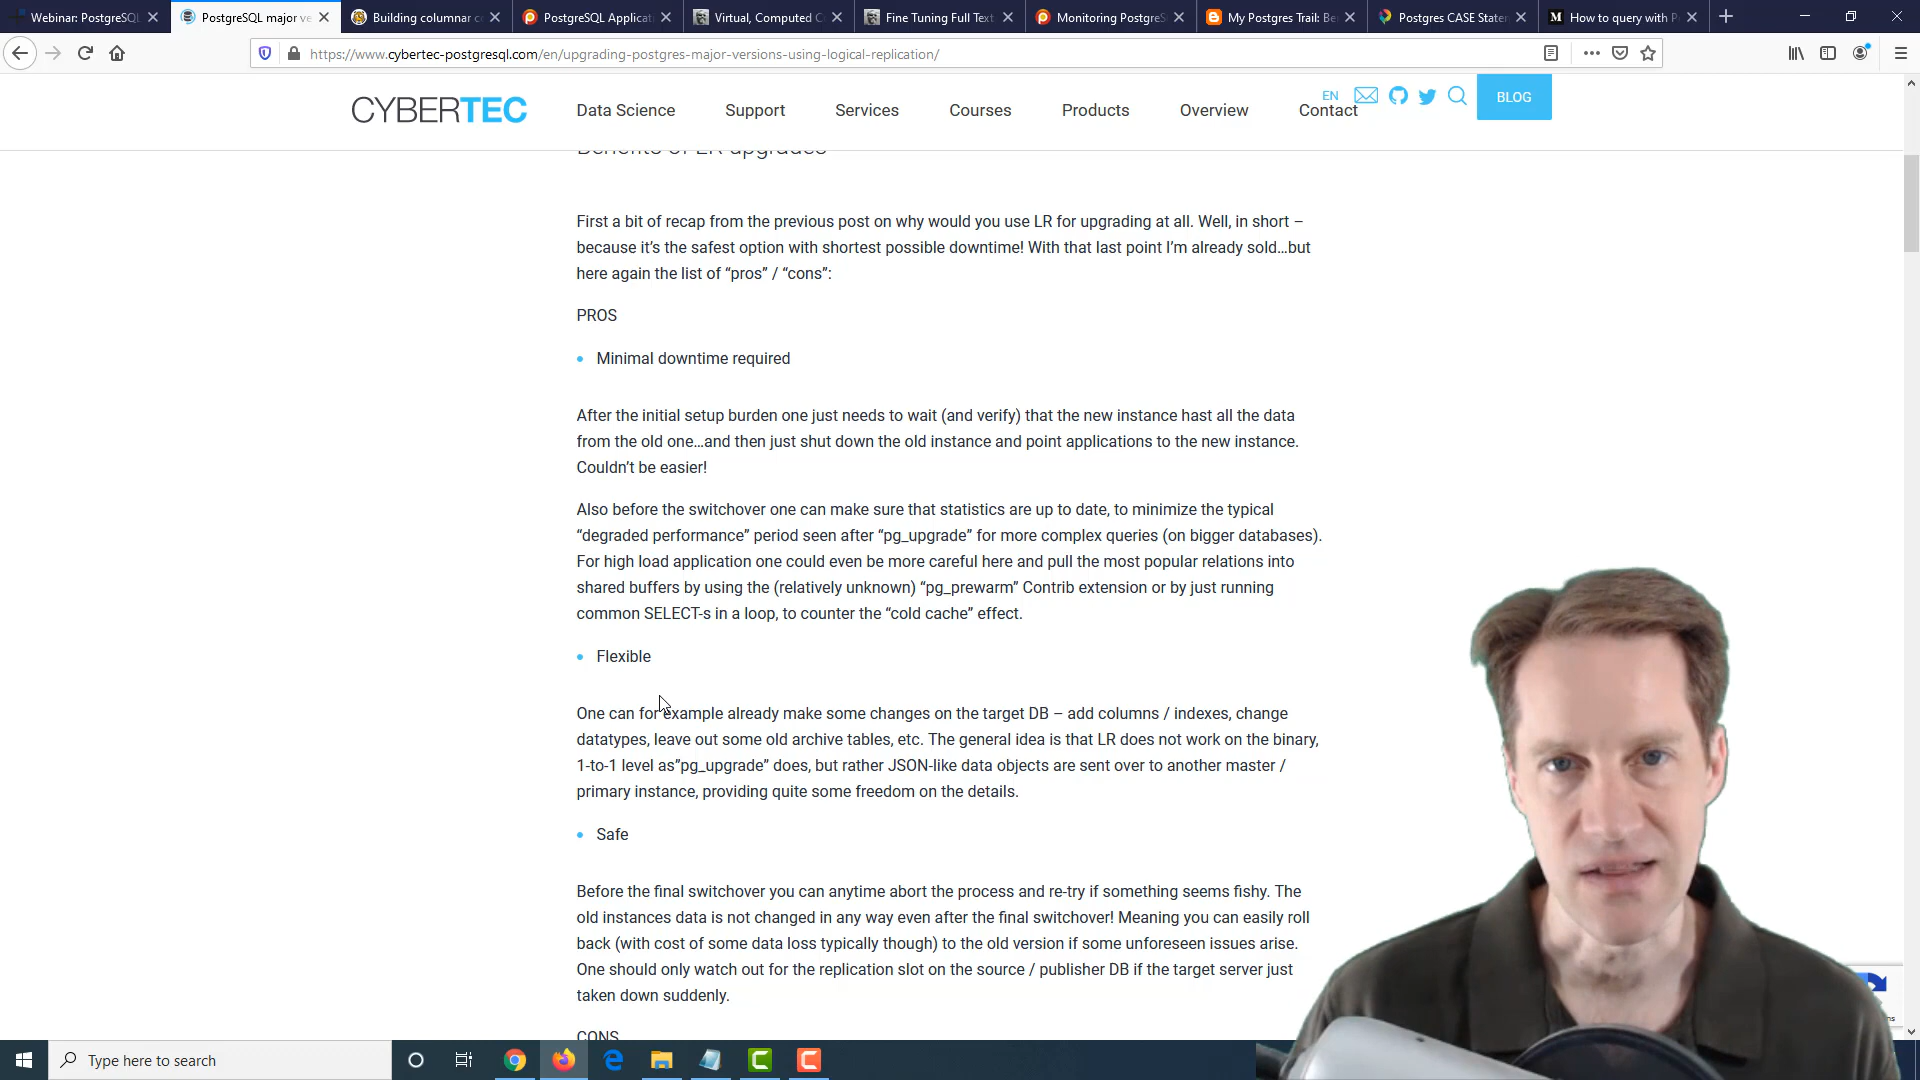 Webinar: PostgreSQL
PostgreSQL major ve
Building columnar c
PostgreSQL Applicat
Virtual, Computed C
Fine Tuning Full Text
Monitoring PostgreS
My Postgres Trail: Be
Postgres CASE State
How to query with P
https://www.cybertec-postgresql.com/en/upgrading-postgres-major-versions-using-logical-replication/
CYBERTEC
Data Science
Support
Services
Courses
Products
Overview
Contact
EN
BLOG
Benefits of LR upgrades
First a bit of recap from the previous post on why would you use LR for upgrading at all. Well, in short –
because it’s the safest option with shortest possible downtime! With that last point I’m already sold…but
here again the list of “pros” / “cons”:
PROS
Minimal downtime required
After the initial setup burden one just needs to wait (and verify) that the new instance hast all the data
from the old one…and then just shut down the old instance and point applications to the new instance.
Couldn’t be easier!
Also before the switchover one can make sure that statistics are up to date, to minimize the typical
“degraded performance” period seen after “pg_upgrade” for more complex queries (on bigger databases).
For high load application one could even be more careful here and pull the most popular relations into
shared buffers by using the (relatively unknown) “pg_prewarm” Contrib extension or by just running
common SELECT-s in a loop, to counter the “cold cache” effect.
Flexible
One can for example already make some changes on the target DB – add columns / indexes, change
datatypes, leave out some old archive tables, etc. The general idea is that LR does not work on the binary,
1-to-1 level as”pg_upgrade” does, but rather JSON-like data objects are sent over to another master /
primary instance, providing quite some freedom on the details.
Safe
Before the final switchover you can anytime abort the process and re-try if something seems fishy. The
old instances data is not changed in any way even after the final switchover! Meaning you can easily roll
back (with cost of some data loss typically though) to the old version if some unforeseen issues arise.
One should only watch out for the replication slot on the source / publisher DB if the target server just
taken down suddenly.
CONS
Type here to search